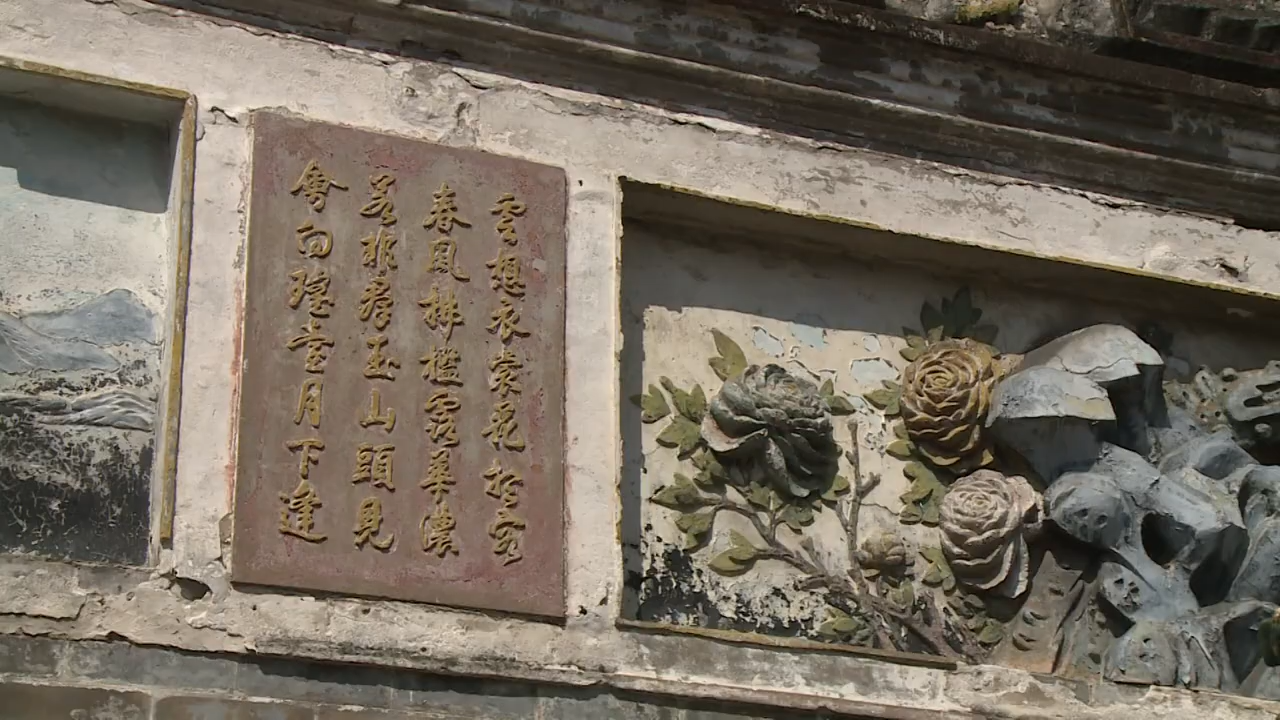 雲想衣裳花想容
春風拂檻露華濃
若非羣玉山頭見
會向瑤臺月下逢